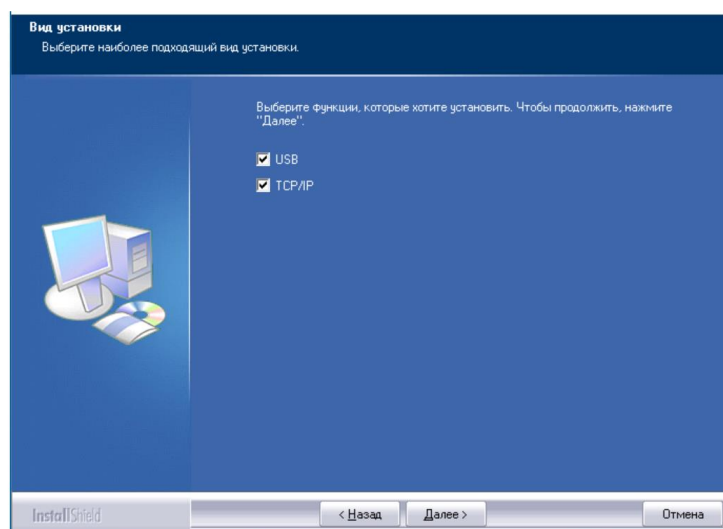 Вид установки
Выберите наиболее подходящий вид установки.
Выберите функции, которые хотите установить. Чтобы продолжить, нажмите
"Далее".
USB
TCP/IP
InstallShield
< Назад
Далее >
Отмена